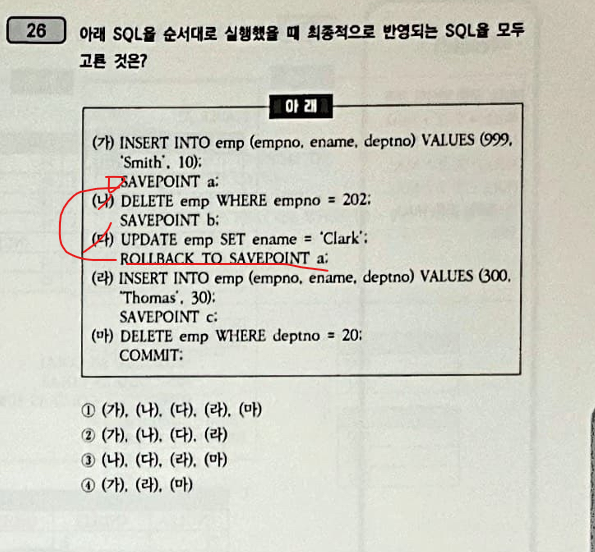 26
아래 SQL을 순서대로 실행했을 때 최종적으로 반영되는 SQL을 모두
고른 것은?
아래
(가) INSERT INTO emp (empno, ename, deptno) VALUES (999,
'Smith', 10);
SAVEPOINT a;
(나) DELETE emp WHERE empno = 202;
SAVEPOINT b;
(다) UPDATE emp SET ename = 'Clark';
ROLLBACK TO SAVEPOINT a;
(라) INSERT INTO emp (empno, ename, deptno) VALUES (300,
'Thomas', 30);
SAVEPOINT c;
(마) DELETE emp WHERE deptno = 20;
COMMIT;
① (가), (나), (다), (라), (마)
② (가), (나), (다), (라)
③ (나), (다), (라), (마)
④ (가), (라), (마)